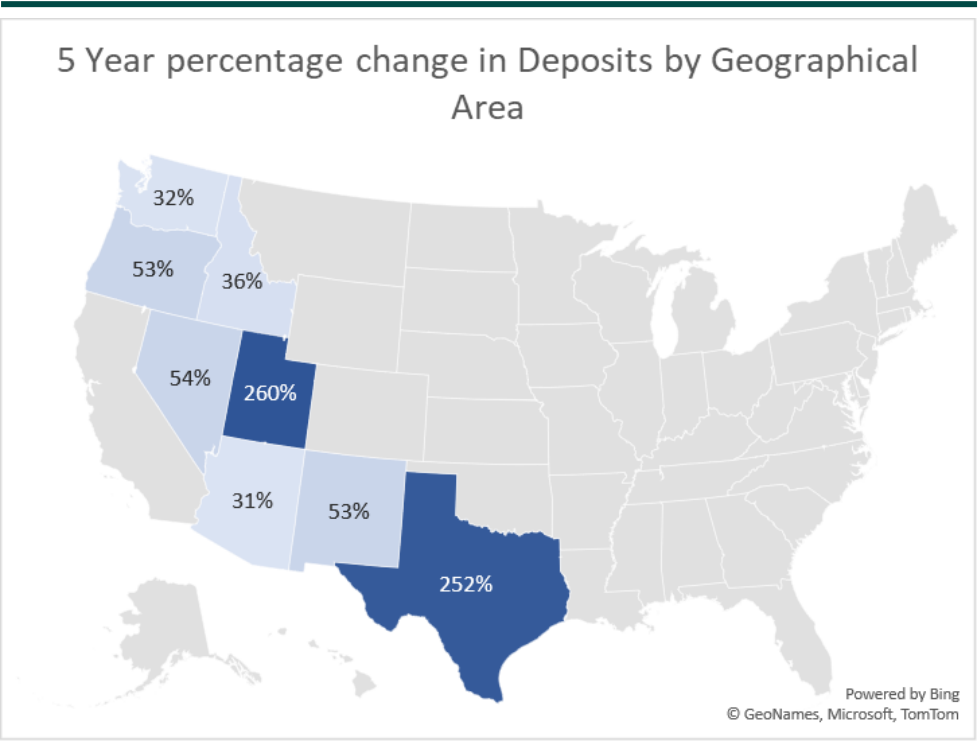 5 Year percentage change in Deposits by Geographical
Area
32%
53%
36%
54%
260%
31%
53%
252%
Powered by Bing
© GeoNames, Microsoft, TomTom